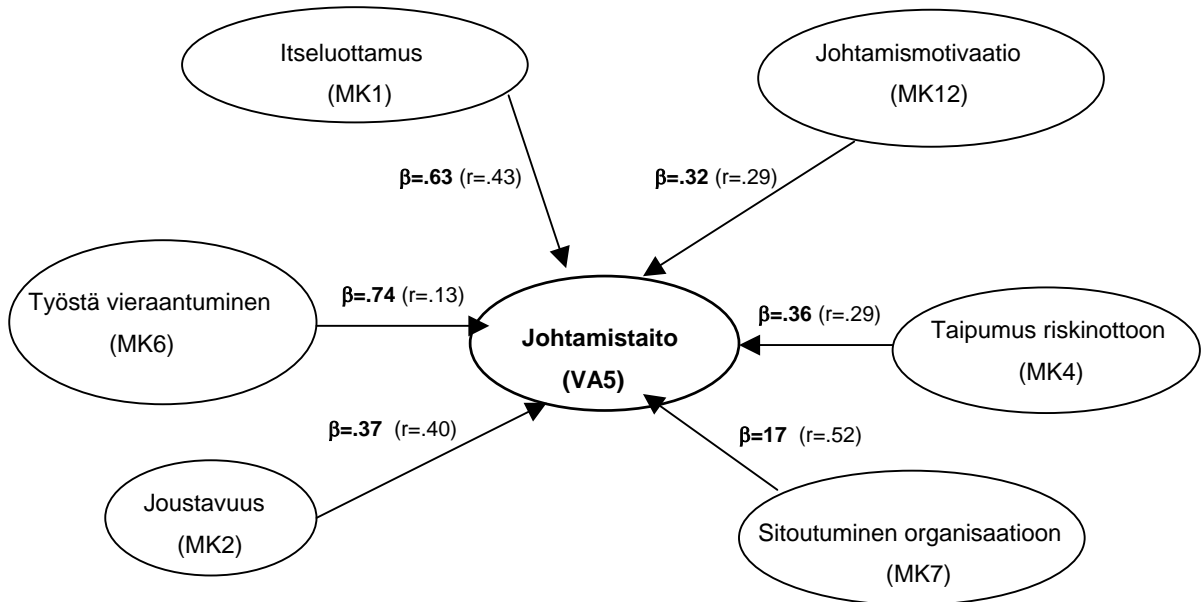 Itseluottamus
(MK1)
Johtamismotivaatio
(MK12)
β=.63 (r=.43)
β=.32 (r=.29)
Työstä vieraantuminen
(MK6)
β=.74 (r=.13)
Johtamistaito
(VA5)
β=.36 (r=.29)
Taipumus riskinottoon
(MK4)
β=.37 (r=.40)
β=17 (r=.52)
Joustavuus
(MK2)
Sitoutuminen organisaatioon
(MK7)